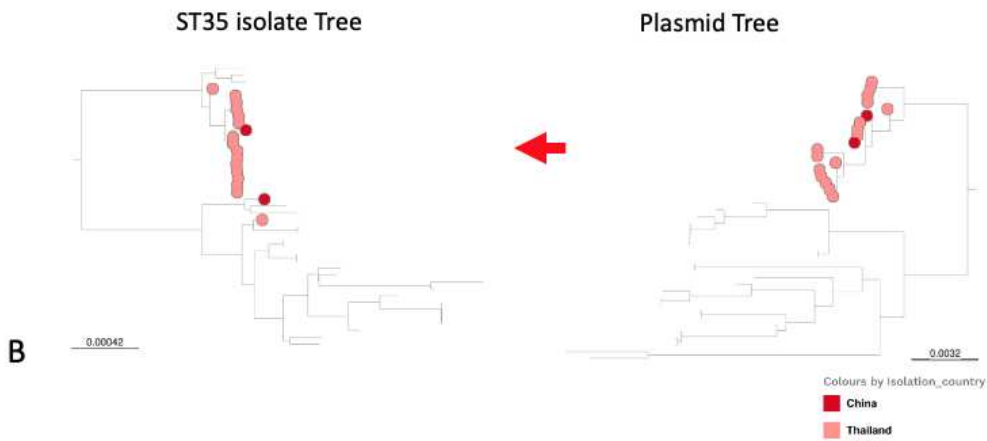 ST35 isolate Tree
Plasmid Tree
B
0.00042
0.0032
Colours by Isolation_country
China
Thailand